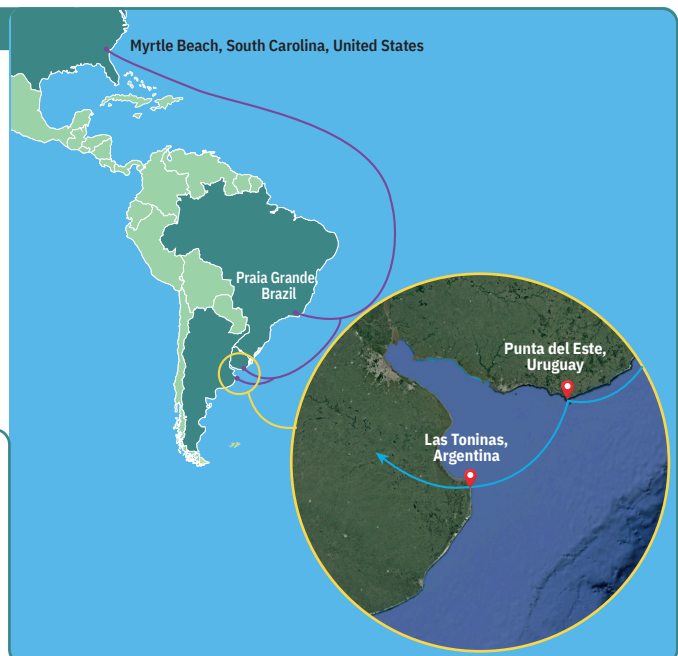 Myrtle Beach, South Carolina, United States
Praia Grande
Brazil
Punta del Este,
Uruguay
Las Toninas,
Argentina